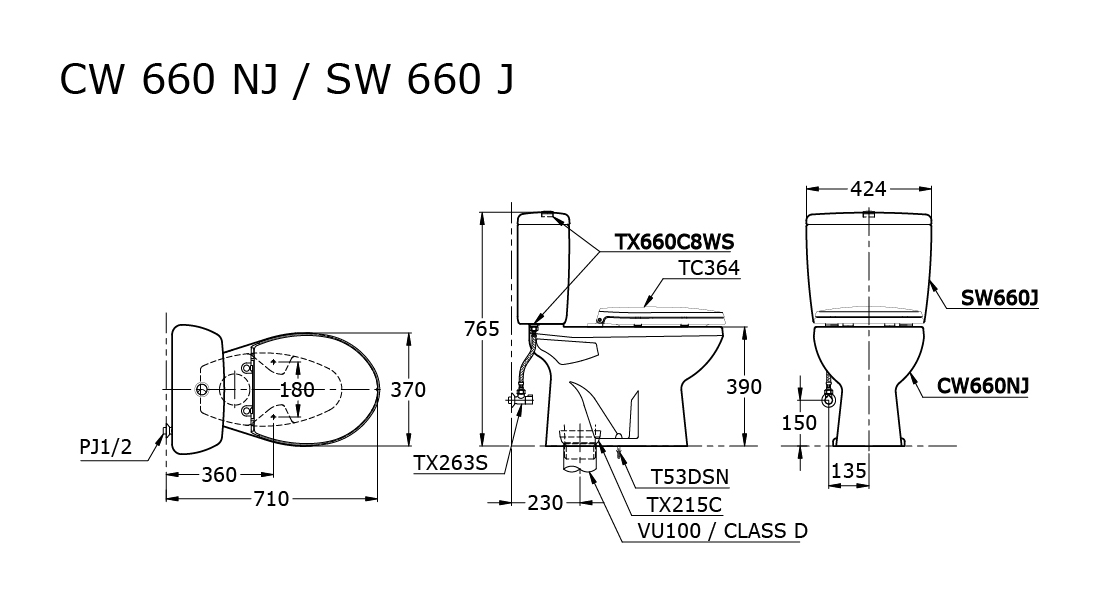 CW 660 NJ / SW 660 J
424
TX660C8WS
TC364
SW660J
765
180
370
390
CW660NJ
150
PJ1/2
360
TX263S
135
T53DSN
710
230
TX215C
VU100 / CLASS D